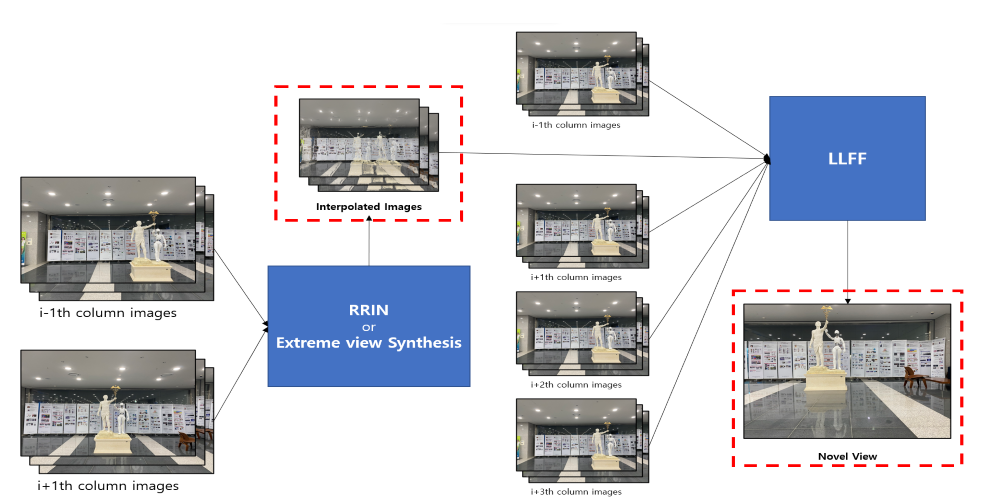 i-1th column images
i+1th column images
Interpolated Images
RRIN
or
Extreme view Synthesis
i-1th column images
i+1th column images
i+2th column images
i+3th column images
LLFF
Novel View